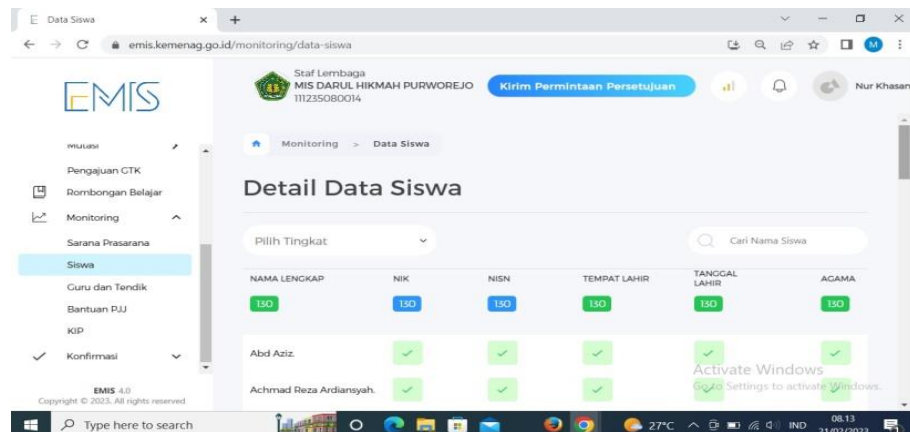 Data Siswa
emis.kemenag.go.id/monitoring/data-siswa
M
EMIS
Staf Lembaga
MIS DARUL HIKMAH PURWOREJO
111235080014
Kirim Permintaan Persetujuan
Nur Khasan
Mutasi
Pengajuan GTK
Rombongan Belajar
Monitoring
Sarana Prasarana
Siswa
Guru dan Tendik
Bantuan PJJ
KIP
Konfirmasi
EMIS 4.0
Copyright © 2023. All rights reserved
Monitoring > Data Siswa
Detail Data Siswa
Pilih Tingkat
Cari Nama Siswa
NAMA LENGKAP NIK NISN TEMPAT LAHIR TANGGAL LAHIR AGAMA
130 130 130 130 130 130
Abd Aziz.
Achmad Reza Ardiansyah.
Activate Windows
Go to Settings to activate Windows.
Type here to search
27°C
IND
08.13
21/02/2023